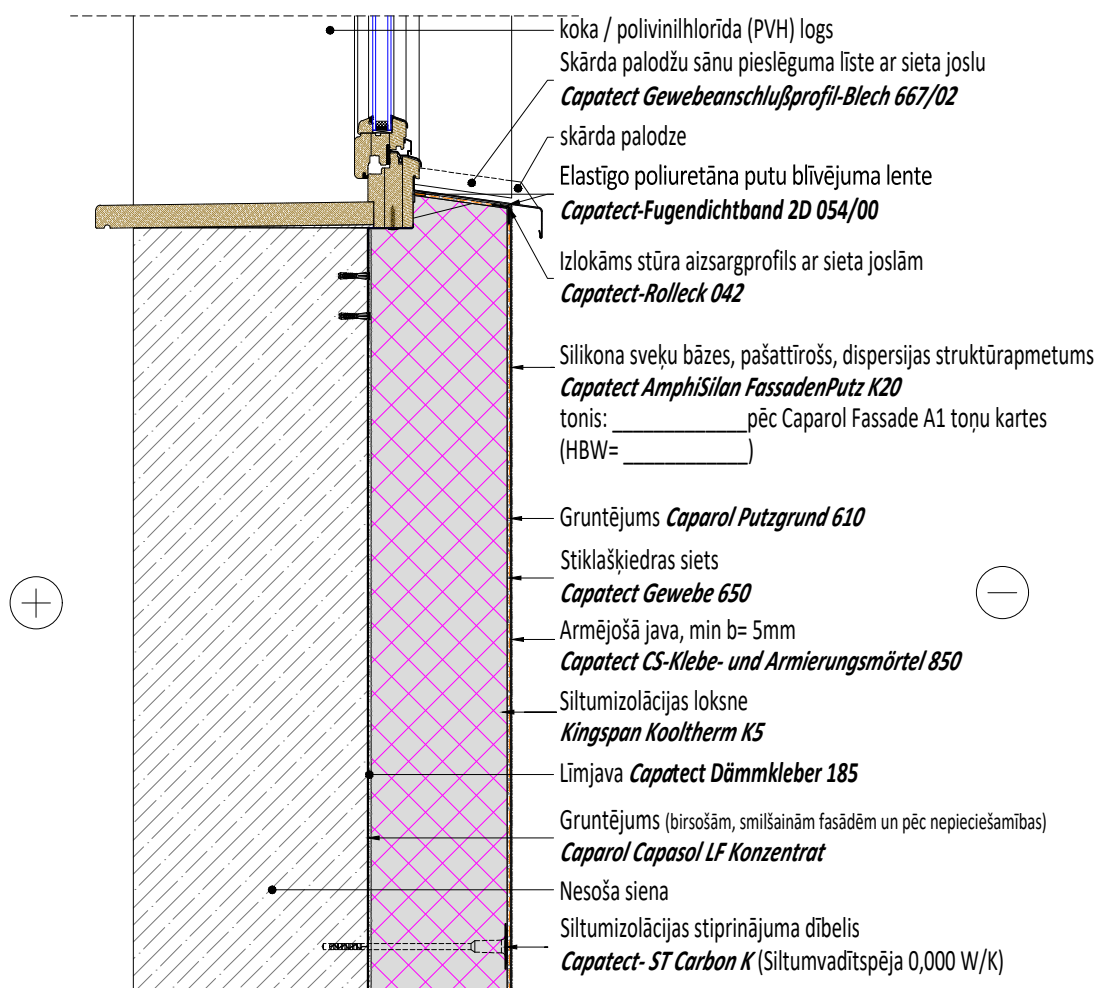 koka / polivinilhlorīda (PVH) logs
Skārda palodžu sānu pieslēguma līste ar sieta joslu
Capatect Gewebeanschlußprofil-Blech 667/02
skārda palodze
Elastīgo poliuretāna putu blīvējuma lente
Capatect-Fugendichtband 2D 054/00
Izlokāms stūra aizsargprofils ar sieta joslām
Capatect-Rolleck 042
Silikona sveķu bāzes, pašattīrošs, dispersijas struktūrapmetums
Capatect AmphiSilan FassadenPutz K20
tonis: _____________pēc Caparol Fassade A1 toņu kartes
(HBW= ____________)
Gruntējums Caparol Putzgrund 610
Stiklašķiedras siets
Capatect Gewebe 650
Armējošā java, min b= 5mm
Capatect CS-Klebe- und Armierungsmörtel 850
Siltumizolācijas loksne
Kingspan Kooltherm K5
Līmjava Capatect Dämmkleber 185
Gruntējums (birsošām, smilšainām fasādēm un pēc nepieciešamības)
Caparol Capasol LF Konzentrat
Nesoša siena
Siltumizolācijas stiprinājuma dībelis
Capatect- ST Carbon K (Siltumvadītspēja 0,000 W/K)